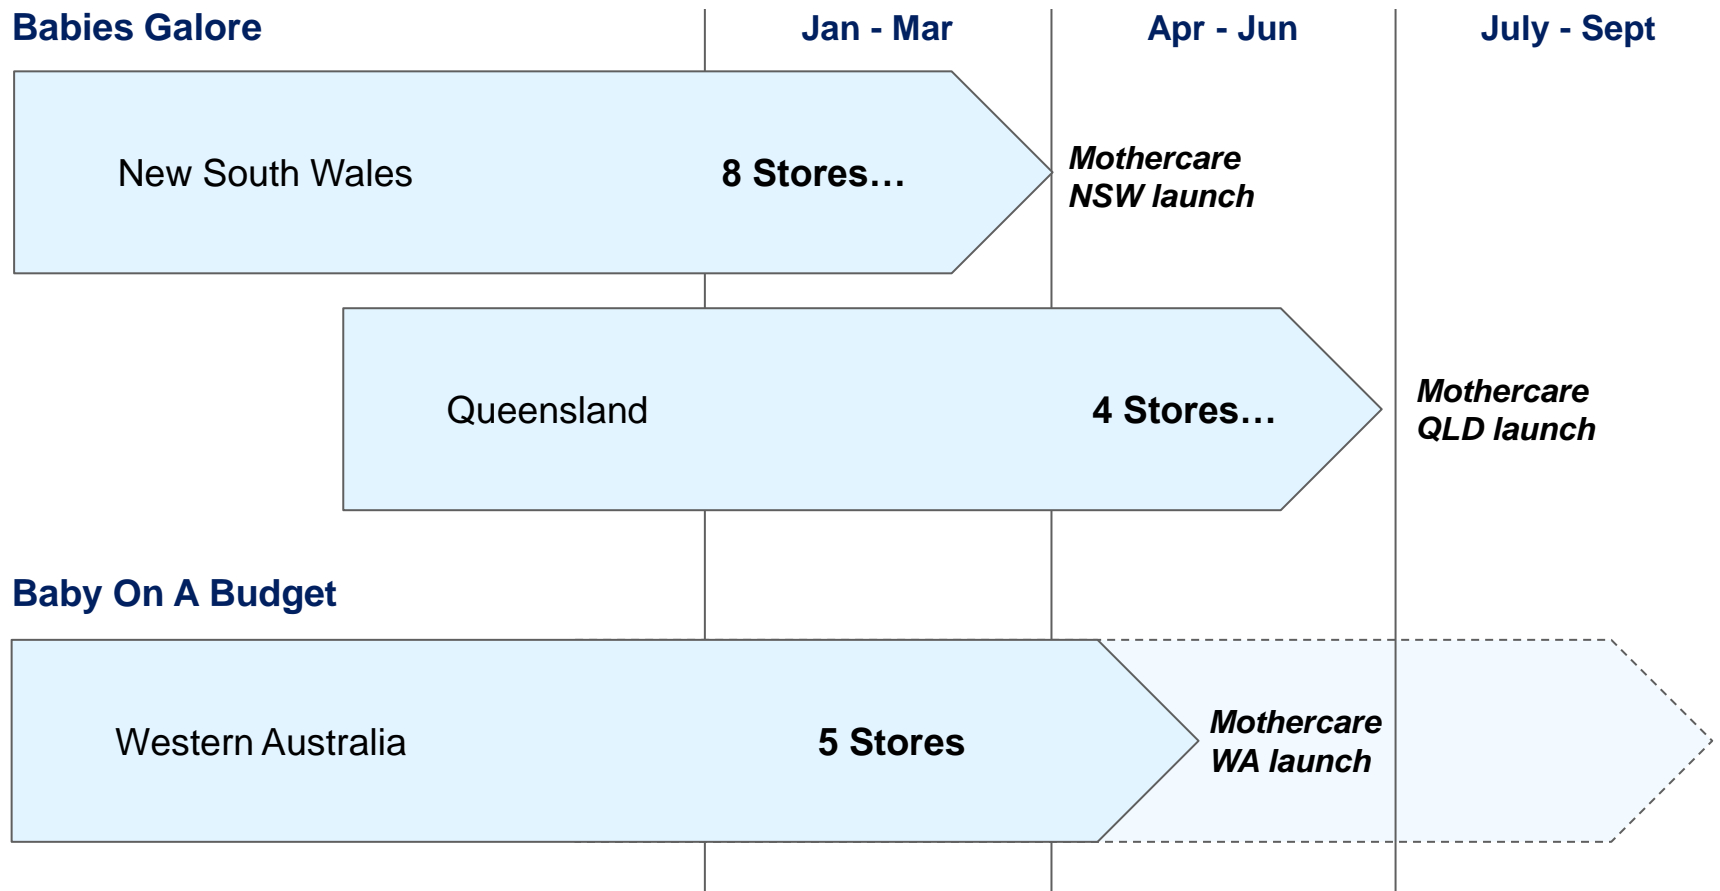 Babies Galore
Jan - Mar
Apr - Jun
July - Sept
New South Wales
8 Stores…
Mothercare
NSW launch
Queensland
4 Stores…
Mothercare
QLD launch
Baby On A Budget
Western Australia
5 Stores
Mothercare
WA launch